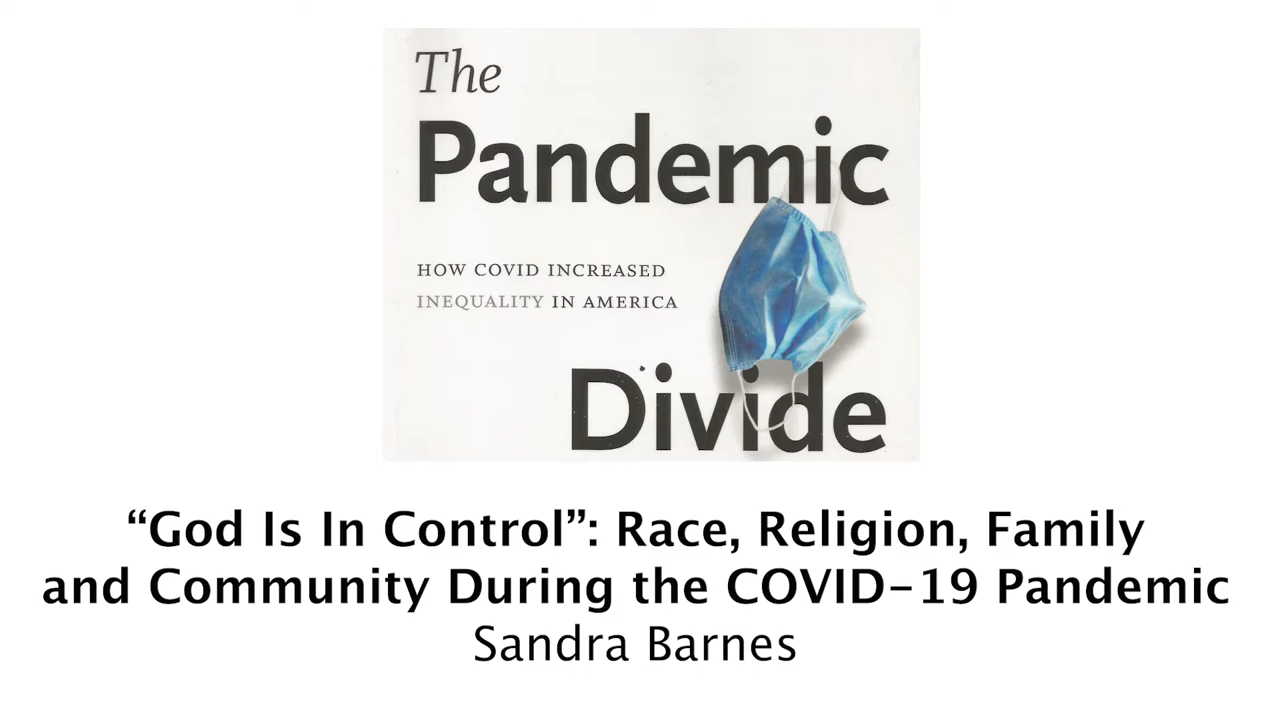 The
Pandemic
HOW COVID INCREASED
INEQUALITY IN AMERICA
Divide
“God Is In Control”: Race, Religion, Family
and Community During the COVID-19 Pandemic
Sandra Barnes